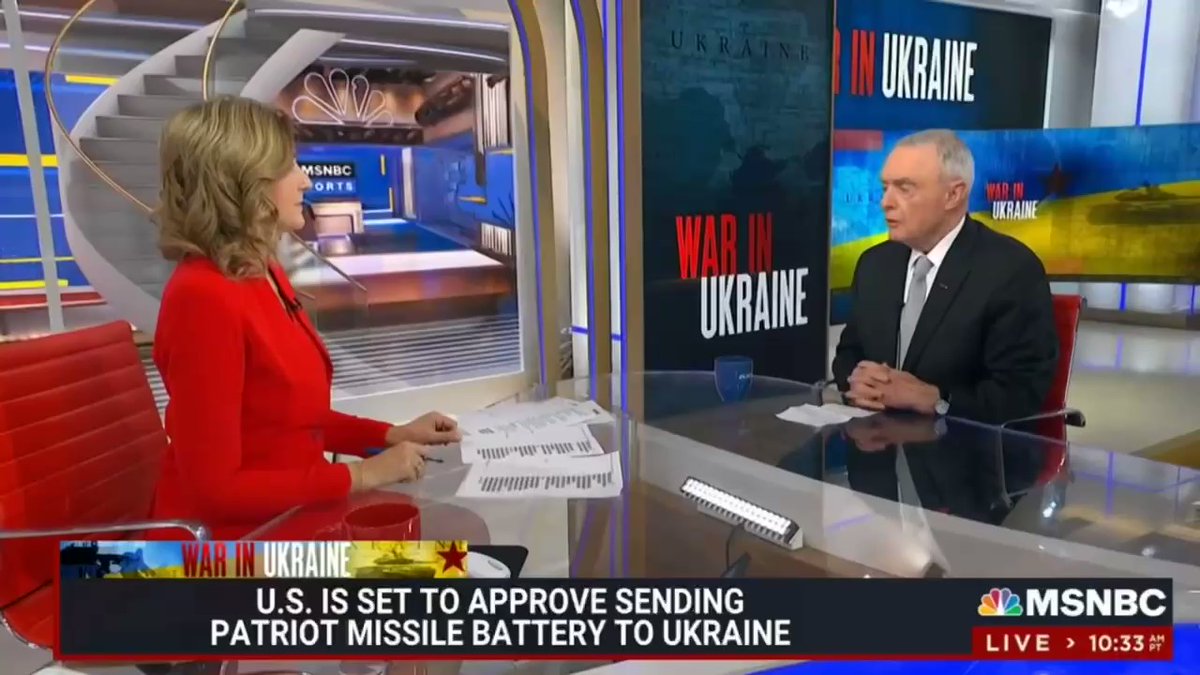 UKRAINE
WAR IN
UKRAINE
IN UKRAINE
WAR IN
UKRAINE
MSNBC
PORTS
WAR IN UKRAINE
U.S. IS SET TO APPROVE SENDING
PATRIOT MISSILE BATTERY TO UKRAINE
MSNBC
LIVE > 10:33 AM PT